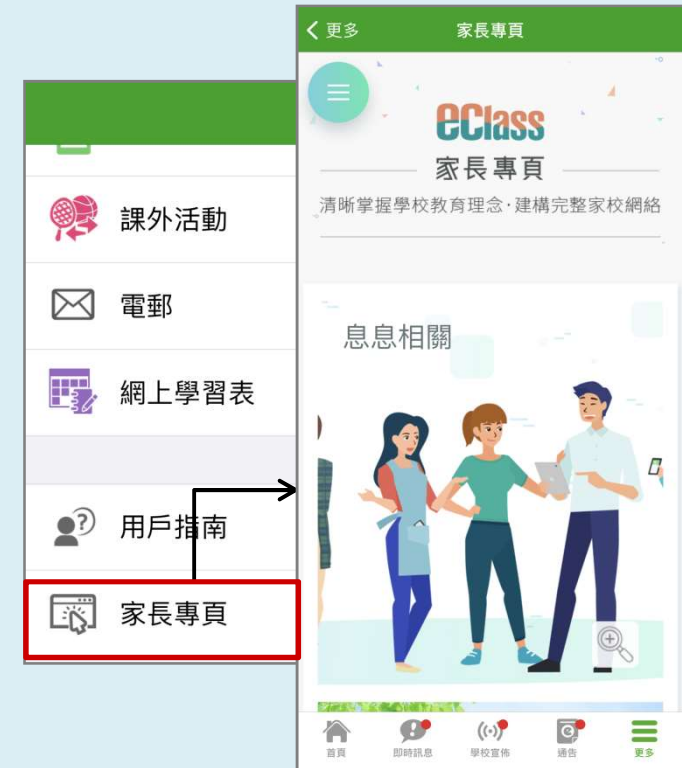 課外活動
電郵
網上學習表
用戶指南
家長專頁
更多
家長專頁
eClass
家長專頁
清晰掌握學校教育理念·建構完整家校網絡
息息相關
首頁
即時訊息
學校宣佈
通告
更多